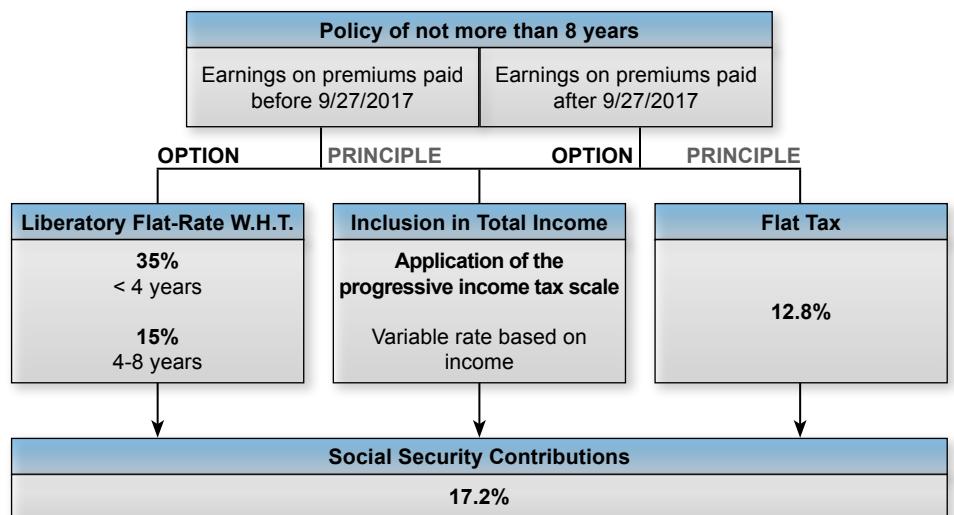 Policy of not more than 8 years
Earnings on premiums paid
before 9/27/2017
Earnings on premiums paid
after 9/27/2017
OPTION
PRINCIPLE
OPTION
PRINCIPLE
Liberatory Flat-Rate W.H.T.
35%
< 4 years
15%
4-8 years
Inclusion in Total Income
Application of the
progressive income tax scale
Variable rate based on
income
Flat Tax
12.8%
Social Security Contributions
17.2%